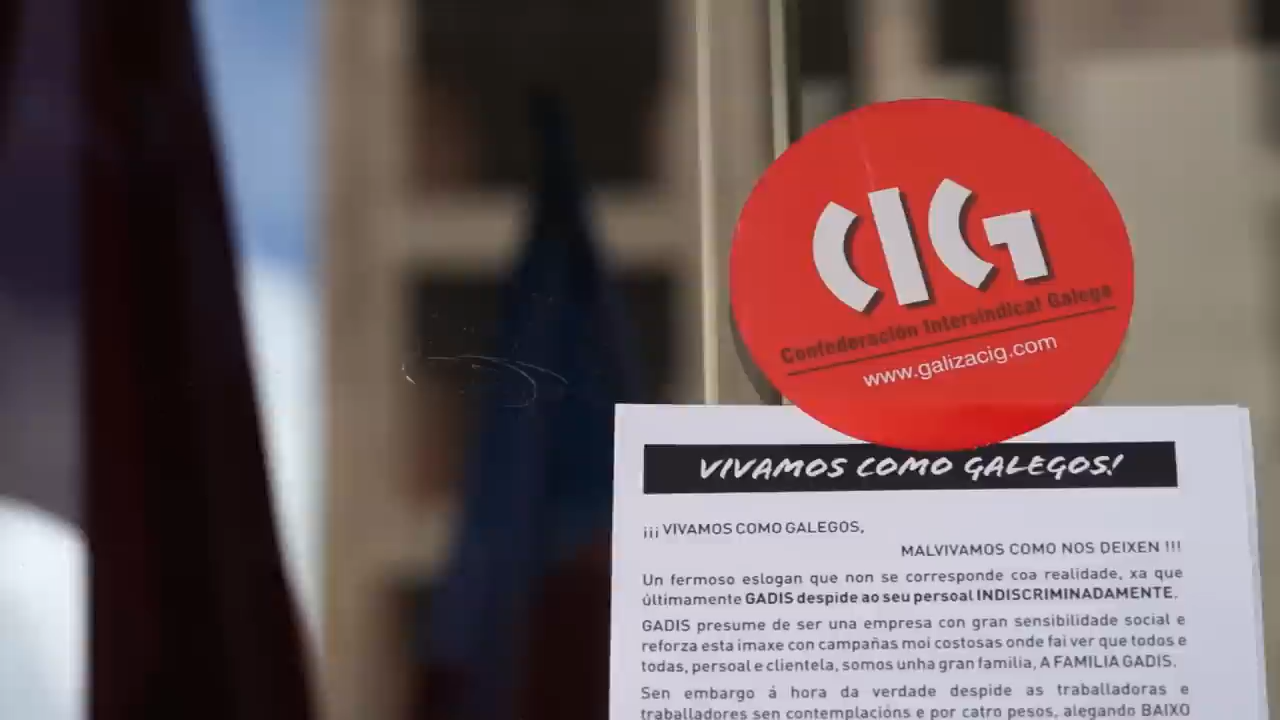 CIG
Confederación Intersindical Galega
www.galizacig.com
VIVAMOS COMO GALEGOS!
¡¡¡ VIVAMOS COMO GALEGOS,
MALVIVAMOS COMO NOS DEIXEN !!!
Un fermoso eslogan que non se corresponde coa realidade, xa que
últimamente GADIS despide ao seu persoal INDISCRIMINADAMENTE.
GADIS presume de ser una empresa con gran sensibilidade social e
reforza esta imaxe con campañas moi costosas onde fai ver que todos e
todas, persoal e clientela, somos unha gran familia, A FAMILIA GADIS.
Sen embargo á hora da verdade despide as traballadoras e
traballadores sen contemplacións e por catro pesos, alegando BAIXO